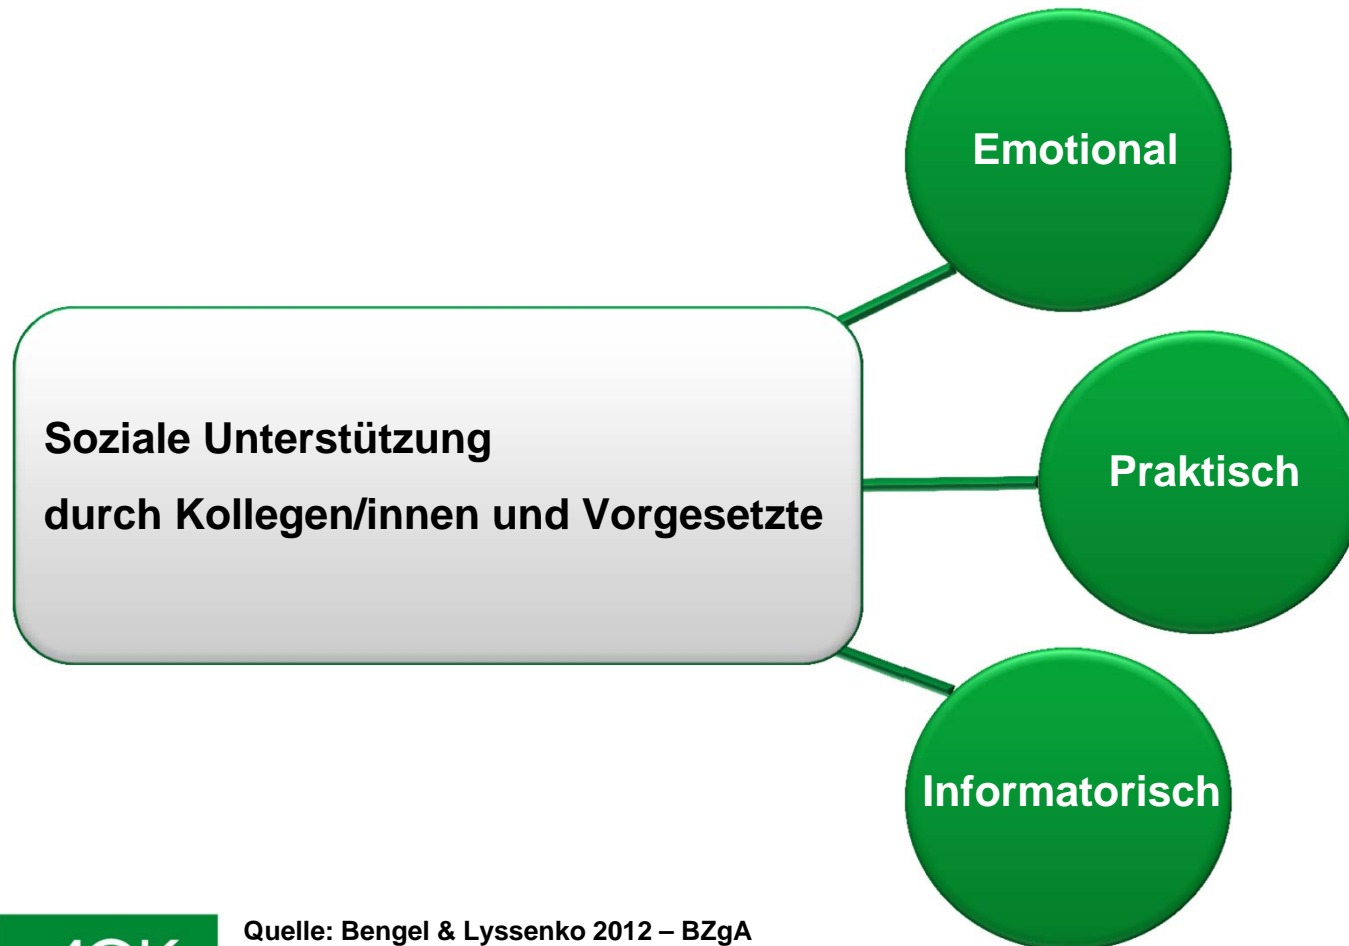 Emotional
Soziale Unterstützung
durch Kollegen/innen und Vorgesetzte
Praktisch
Informatorisch
Quelle: Bengel & Lyssenko 2012 – BZgA